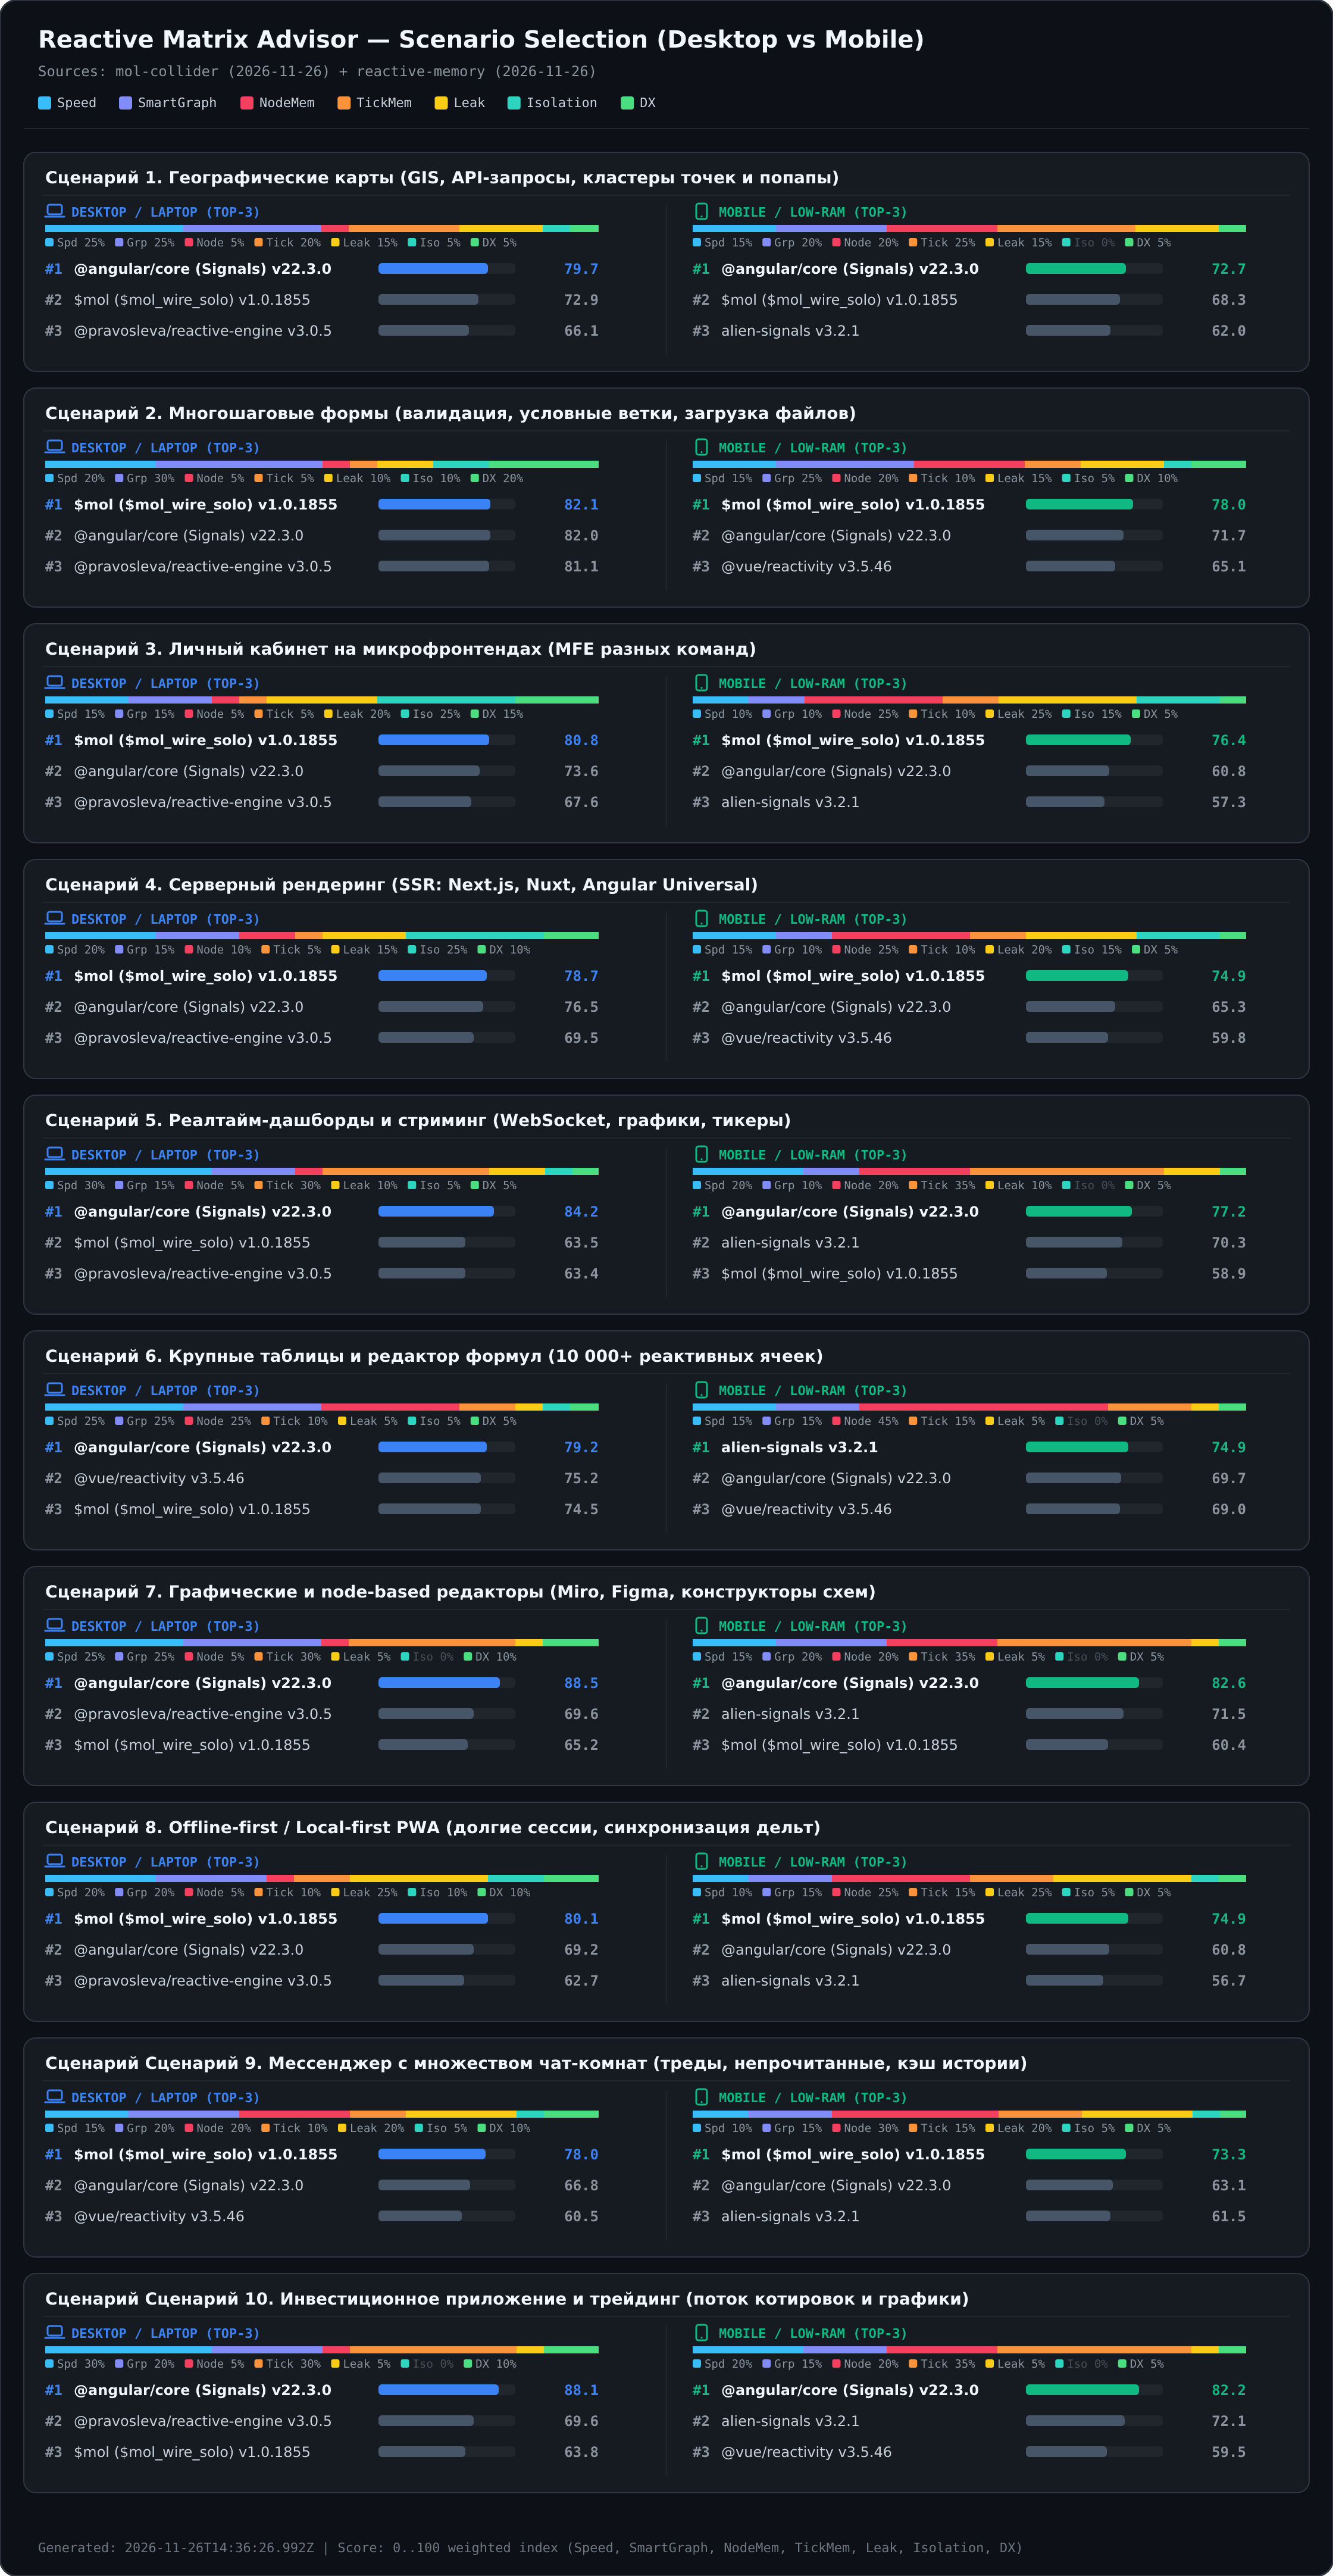 Reactive Matrix Advisor — Scenario Selection (Desktop vs Mobile)
Sources: mol-collider (2026-11-26) + reactive-memory (2026-11-26)
Speed SmartGraph NodeMem TickMem Leak Isolation DX
Сценарий 1. Географические карты (GIS, API-запросы, кластеры точек и попапы)
DESKTOP / LAPTOP (TOP-3)
Spd 25% Grp 25% Node 5% Tick 20% Leak 15% Iso 5% DX 5%
#1 @angular/core (Signals) v22.3.0 79.7
#2 $mol ($mol_wire_solo) v1.0.1855 72.9
#3 @pravosleva/reactive-engine v3.0.5 66.1
MOBILE / LOW-RAM (TOP-3)
Spd 15% Grp 20% Node 20% Tick 25% Leak 15% Iso 0% DX 5%
#1 @angular/core (Signals) v22.3.0 72.7
#2 $mol ($mol_wire_solo) v1.0.1855 68.3
#3 alien-signals v3.2.1 62.0
Сценарий 2. Многошаговые формы (валидация, условные ветки, загрузка файлов)
DESKTOP / LAPTOP (TOP-3)
Spd 20% Grp 30% Node 5% Tick 5% Leak 10% Iso 10% DX 20%
#1 $mol ($mol_wire_solo) v1.0.1855 82.1
#2 @angular/core (Signals) v22.3.0 82.0
#3 @pravosleva/reactive-engine v3.0.5 81.1
MOBILE / LOW-RAM (TOP-3)
Spd 15% Grp 25% Node 20% Tick 10% Leak 15% Iso 5% DX 10%
#1 $mol ($mol_wire_solo) v1.0.1855 78.0
#2 @angular/core (Signals) v22.3.0 71.7
#3 @vue/reactivity v3.5.46 65.1
Сценарий 3. Личный кабинет на микрофронтендах (MFE разных команд)
DESKTOP / LAPTOP (TOP-3)
Spd 15% Grp 15% Node 5% Tick 5% Leak 20% Iso 25% DX 15%
#1 $mol ($mol_wire_solo) v1.0.1855 80.8
#2 @angular/core (Signals) v22.3.0 73.6
#3 @pravosleva/reactive-engine v3.0.5 67.6
MOBILE / LOW-RAM (TOP-3)
Spd 10% Grp 10% Node 25% Tick 10% Leak 25% Iso 15% DX 5%
#1 $mol ($mol_wire_solo) v1.0.1855 76.4
#2 @angular/core (Signals) v22.3.0 60.8
#3 alien-signals v3.2.1 57.3
Сценарий 4. Серверный рендеринг (SSR: Next.js, Nuxt, Angular Universal)
DESKTOP / LAPTOP (TOP-3)
Spd 20% Grp 15% Node 10% Tick 5% Leak 15% Iso 25% DX 10%
#1 $mol ($mol_wire_solo) v1.0.1855 78.7
#2 @angular/core (Signals) v22.3.0 76.5
#3 @pravosleva/reactive-engine v3.0.5 69.5
MOBILE / LOW-RAM (TOP-3)
Spd 15% Grp 10% Node 25% Tick 10% Leak 20% Iso 15% DX 5%
#1 $mol ($mol_wire_solo) v1.0.1855 74.9
#2 @angular/core (Signals) v22.3.0 65.3
#3 @vue/reactivity v3.5.46 59.8
Сценарий 5. Реалтайм-дашборды и стриминг (WebSocket, графики, тикеры)
DESKTOP / LAPTOP (TOP-3)
Spd 30% Grp 15% Node 5% Tick 30% Leak 10% Iso 5% DX 5%
#1 @angular/core (Signals) v22.3.0 84.2
#2 $mol ($mol_wire_solo) v1.0.1855 63.5
#3 @pravosleva/reactive-engine v3.0.5 63.4
MOBILE / LOW-RAM (TOP-3)
Spd 20% Grp 10% Node 20% Tick 35% Leak 10% Iso 0% DX 5%
#1 @angular/core (Signals) v22.3.0 77.2
#2 alien-signals v3.2.1 70.3
#3 $mol ($mol_wire_solo) v1.0.1855 58.9
Сценарий 6. Крупные таблицы и редактор формул (10 000+ реактивных ячеек)
DESKTOP / LAPTOP (TOP-3)
Spd 25% Grp 25% Node 25% Tick 10% Leak 5% Iso 5% DX 5%
#1 @angular/core (Signals) v22.3.0 79.2
#2 @vue/reactivity v3.5.46 75.2
#3 $mol ($mol_wire_solo) v1.0.1855 74.5
MOBILE / LOW-RAM (TOP-3)
Spd 15% Grp 15% Node 45% Tick 15% Leak 5% Iso 0% DX 5%
#1 alien-signals v3.2.1 74.9
#2 @angular/core (Signals) v22.3.0 69.7
#3 @vue/reactivity v3.5.46 69.0
Сценарий 7. Графические и node-based редакторы (Miro, Figma, конструкторы схем)
DESKTOP / LAPTOP (TOP-3)
Spd 25% Grp 25% Node 5% Tick 30% Leak 5% Iso 0% DX 10%
#1 @angular/core (Signals) v22.3.0 88.5
#2 @pravosleva/reactive-engine v3.0.5 69.6
#3 $mol ($mol_wire_solo) v1.0.1855 65.2
MOBILE / LOW-RAM (TOP-3)
Spd 15% Grp 20% Node 20% Tick 35% Leak 5% Iso 0% DX 5%
#1 @angular/core (Signals) v22.3.0 82.6
#2 alien-signals v3.2.1 71.5
#3 $mol ($mol_wire_solo) v1.0.1855 60.4
Сценарий 8. Offline-first / Local-first PWA (долгие сессии, синхронизация дельт)
DESKTOP / LAPTOP (TOP-3)
Spd 20% Grp 20% Node 5% Tick 10% Leak 25% Iso 10% DX 10%
#1 $mol ($mol_wire_solo) v1.0.1855 80.1
#2 @angular/core (Signals) v22.3.0 69.2
#3 @pravosleva/reactive-engine v3.0.5 62.7
MOBILE / LOW-RAM (TOP-3)
Spd 10% Grp 15% Node 25% Tick 15% Leak 25% Iso 5% DX 5%
#1 $mol ($mol_wire_solo) v1.0.1855 74.9
#2 @angular/core (Signals) v22.3.0 60.8
#3 alien-signals v3.2.1 56.7
Сценарий Сценарий 9. Мессенджер с множеством чат-комнат (треды, непрочитанные, кэш истории)
DESKTOP / LAPTOP (TOP-3)
Spd 15% Grp 20% Node 20% Tick 10% Leak 20% Iso 5% DX 10%
#1 $mol ($mol_wire_solo) v1.0.1855 78.0
#2 @angular/core (Signals) v22.3.0 66.8
#3 @vue/reactivity v3.5.46 60.5
MOBILE / LOW-RAM (TOP-3)
Spd 10% Grp 15% Node 30% Tick 15% Leak 20% Iso 5% DX 5%
#1 $mol ($mol_wire_solo) v1.0.1855 73.3
#2 @angular/core (Signals) v22.3.0 63.1
#3 alien-signals v3.2.1 61.5
Сценарий Сценарий 10. Инвестиционное приложение и трейдинг (поток котировок и графики)
DESKTOP / LAPTOP (TOP-3)
Spd 30% Grp 20% Node 5% Tick 30% Leak 5% Iso 0% DX 10%
#1 @angular/core (Signals) v22.3.0 88.1
#2 @pravosleva/reactive-engine v3.0.5 69.6
#3 $mol ($mol_wire_solo) v1.0.1855 63.8
MOBILE / LOW-RAM (TOP-3)
Spd 20% Grp 15% Node 20% Tick 35% Leak 5% Iso 0% DX 5%
#1 @angular/core (Signals) v22.3.0 82.2
#2 alien-signals v3.2.1 72.1
#3 @vue/reactivity v3.5.46 59.5
Generated: 2026-11-26T14:36:26.992Z | Score: 0..100 weighted index (Speed, SmartGraph, NodeMem, TickMem, Leak, Isolation, DX)